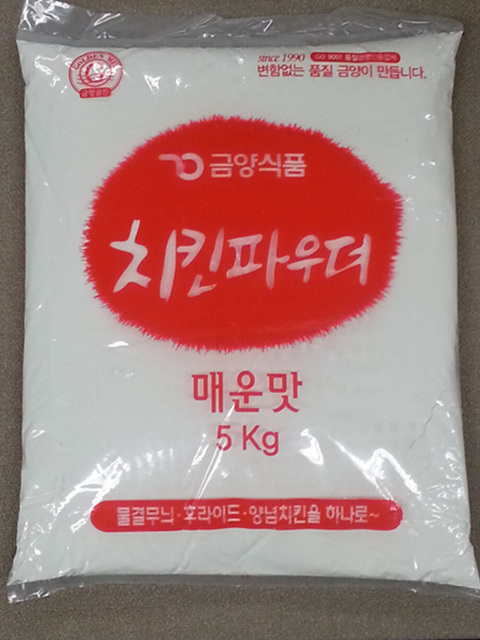 since 1990
변함없는 품질 금양이 만듭니다.
금양식품
치킨파우더
매운맛
5 Kg
물결무늬·후라이드·양념치킨을 하나로~